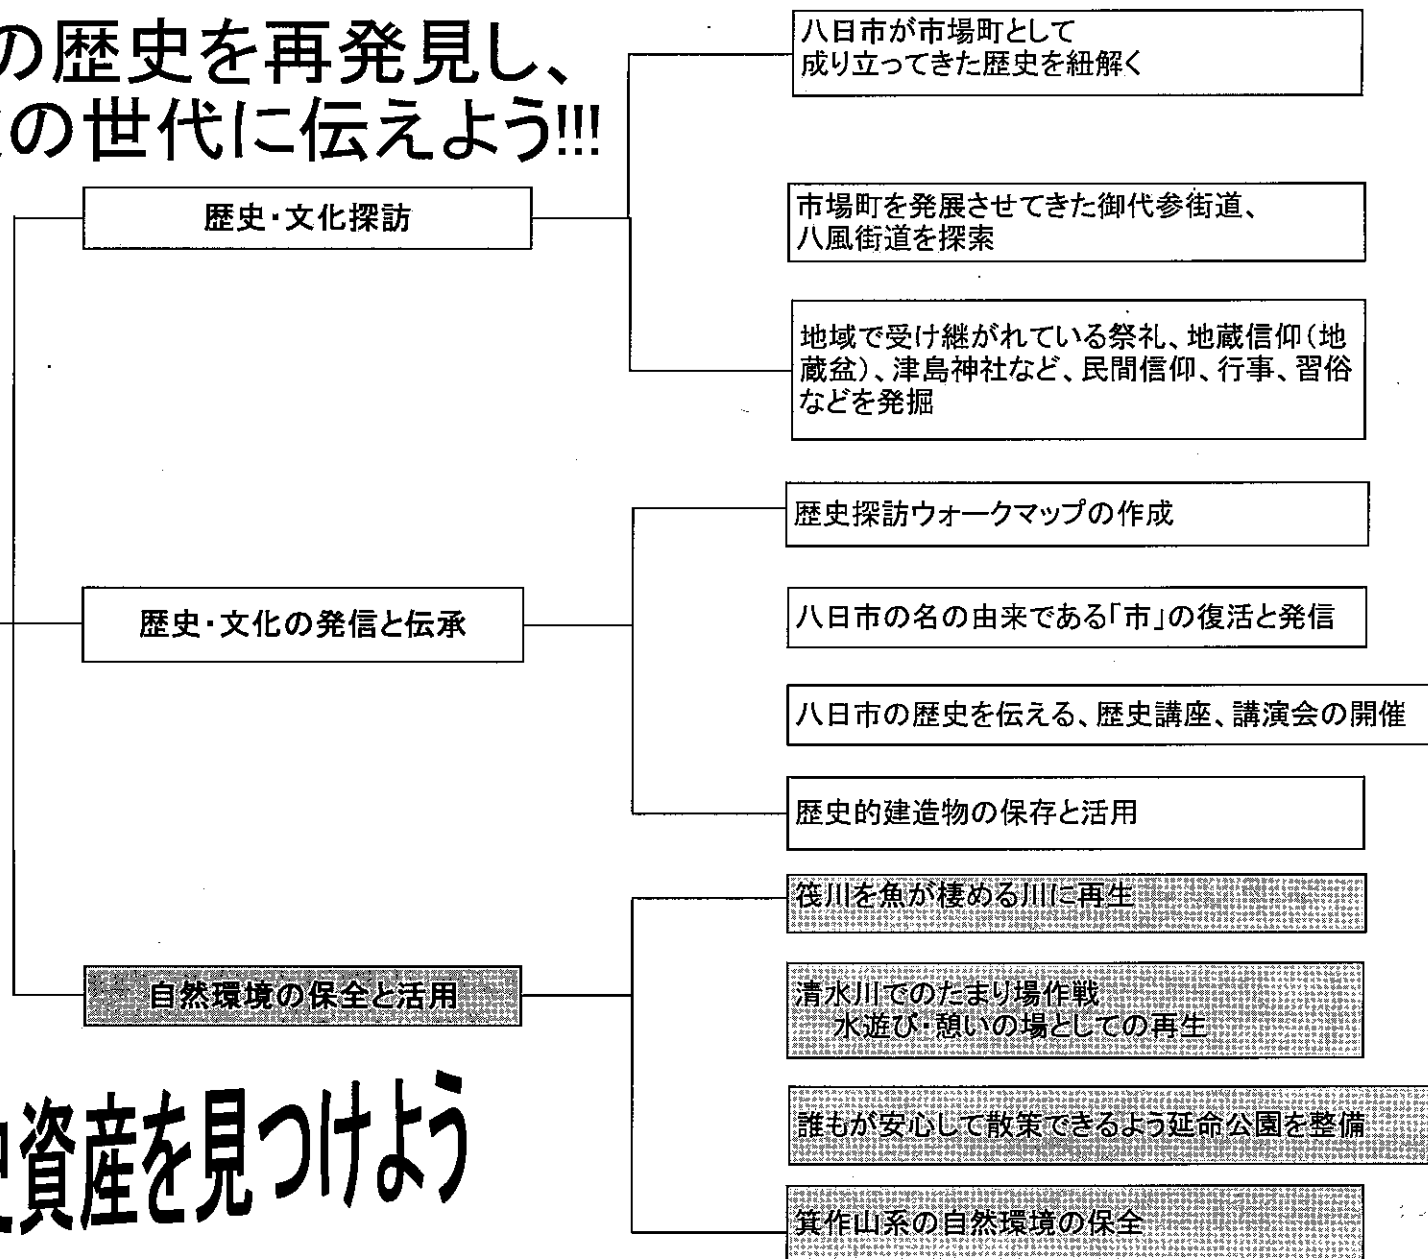 の歴史を再発見し、
の世代に伝えよう!!!
歴史・文化探訪
八日市が市場町として
成り立ってきた歴史を紐解く
市場町を発展させてきた御代参街道、
八風街道を探索
地域で受け継がれている祭礼、地蔵信仰(地
蔵盆)、津島神社など、民間信仰、行事、習俗
などを発掘
歴史・文化の発信と伝承
歴史探訪ウォークマップの作成
八日市の名の由来である「市」の復活と発信
八日市の歴史を伝える、歴史講座、講演会の開催
歴史的建造物の保存と活用
自然環境の保全と活用
筏川を魚が棲める川に再生
清水川でのたまり場作戦
水遊び・憩いの場としての再生
誰もが安心して散策できるよう延命公園を整備
箕作山系の自然環境の保全
資産を見つけよう